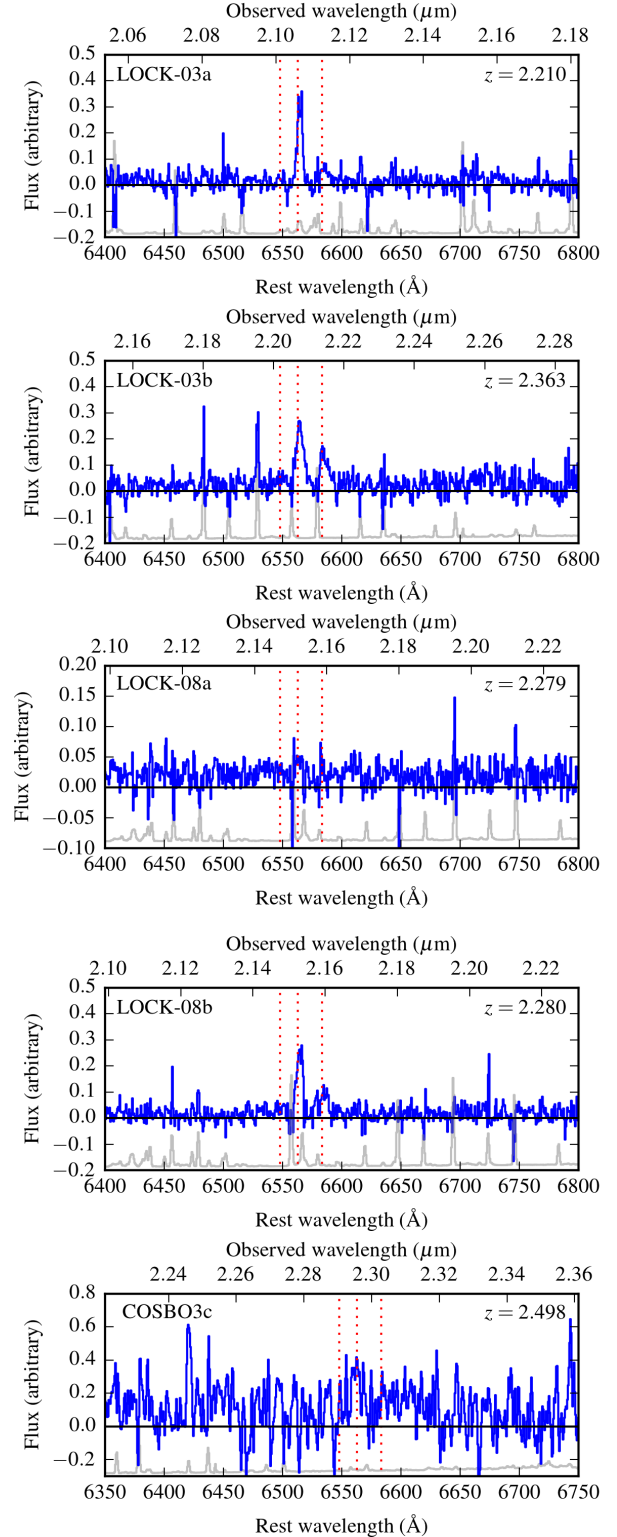 Observed wavelength (μm)
2.06 2.08 2.10 2.12 2.14 2.16 2.18
LOCK-03a z = 2.210
0.5
0.4
0.3
0.2
0.1
0.0
−0.1
−0.2
Flux (arbitrary)
6400 6450 6500 6550 6600 6650 6700 6750 6800
Rest wavelength (Å)
Observed wavelength (μm)
2.16 2.18 2.20 2.22 2.24 2.26 2.28
LOCK-03b z = 2.363
0.5
0.4
0.3
0.2
0.1
0.0
−0.1
−0.2
Flux (arbitrary)
6400 6450 6500 6550 6600 6650 6700 6750 6800
Rest wavelength (Å)
Observed wavelength (μm)
2.10 2.12 2.14 2.16 2.18 2.20 2.22
LOCK-08a z = 2.279
0.20
0.15
0.10
0.05
0.00
−0.05
−0.10
Flux (arbitrary)
6400 6450 6500 6550 6600 6650 6700 6750 6800
Rest wavelength (Å)
Observed wavelength (μm)
2.10 2.12 2.14 2.16 2.18 2.20 2.22
LOCK-08b z = 2.280
0.5
0.4
0.3
0.2
0.1
0.0
−0.1
−0.2
Flux (arbitrary)
6400 6450 6500 6550 6600 6650 6700 6750 6800
Rest wavelength (Å)
Observed wavelength (μm)
2.24 2.26 2.28 2.30 2.32 2.34 2.36
COSBO3c z = 2.498
0.8
0.6
0.4
0.2
0.0
−0.2
Flux (arbitrary)
6350 6400 6450 6500 6550 6600 6650 6700 6750
Rest wavelength (Å)